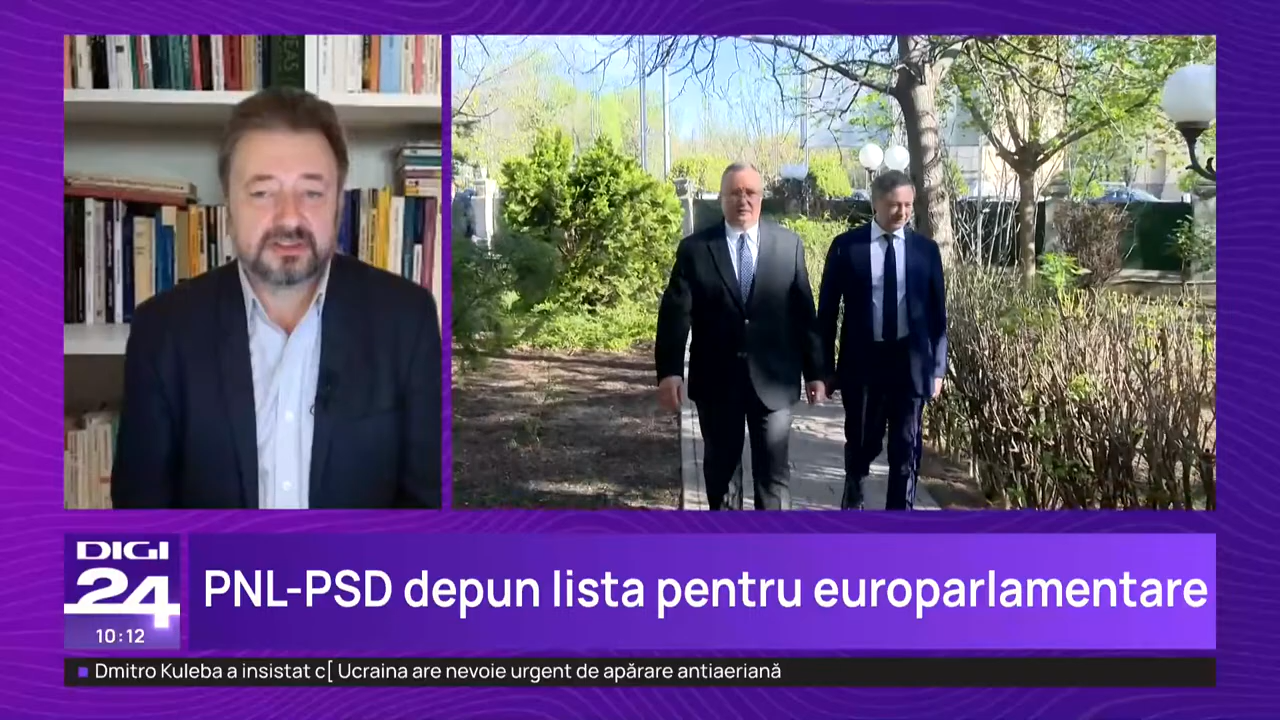 DIGI
24
10:12
PNL-PSD depun lista pentru europarlamentare
Dmitro Kuleba a insistat c[ Ucraina are nevoie urgent de apărare antiaeriană